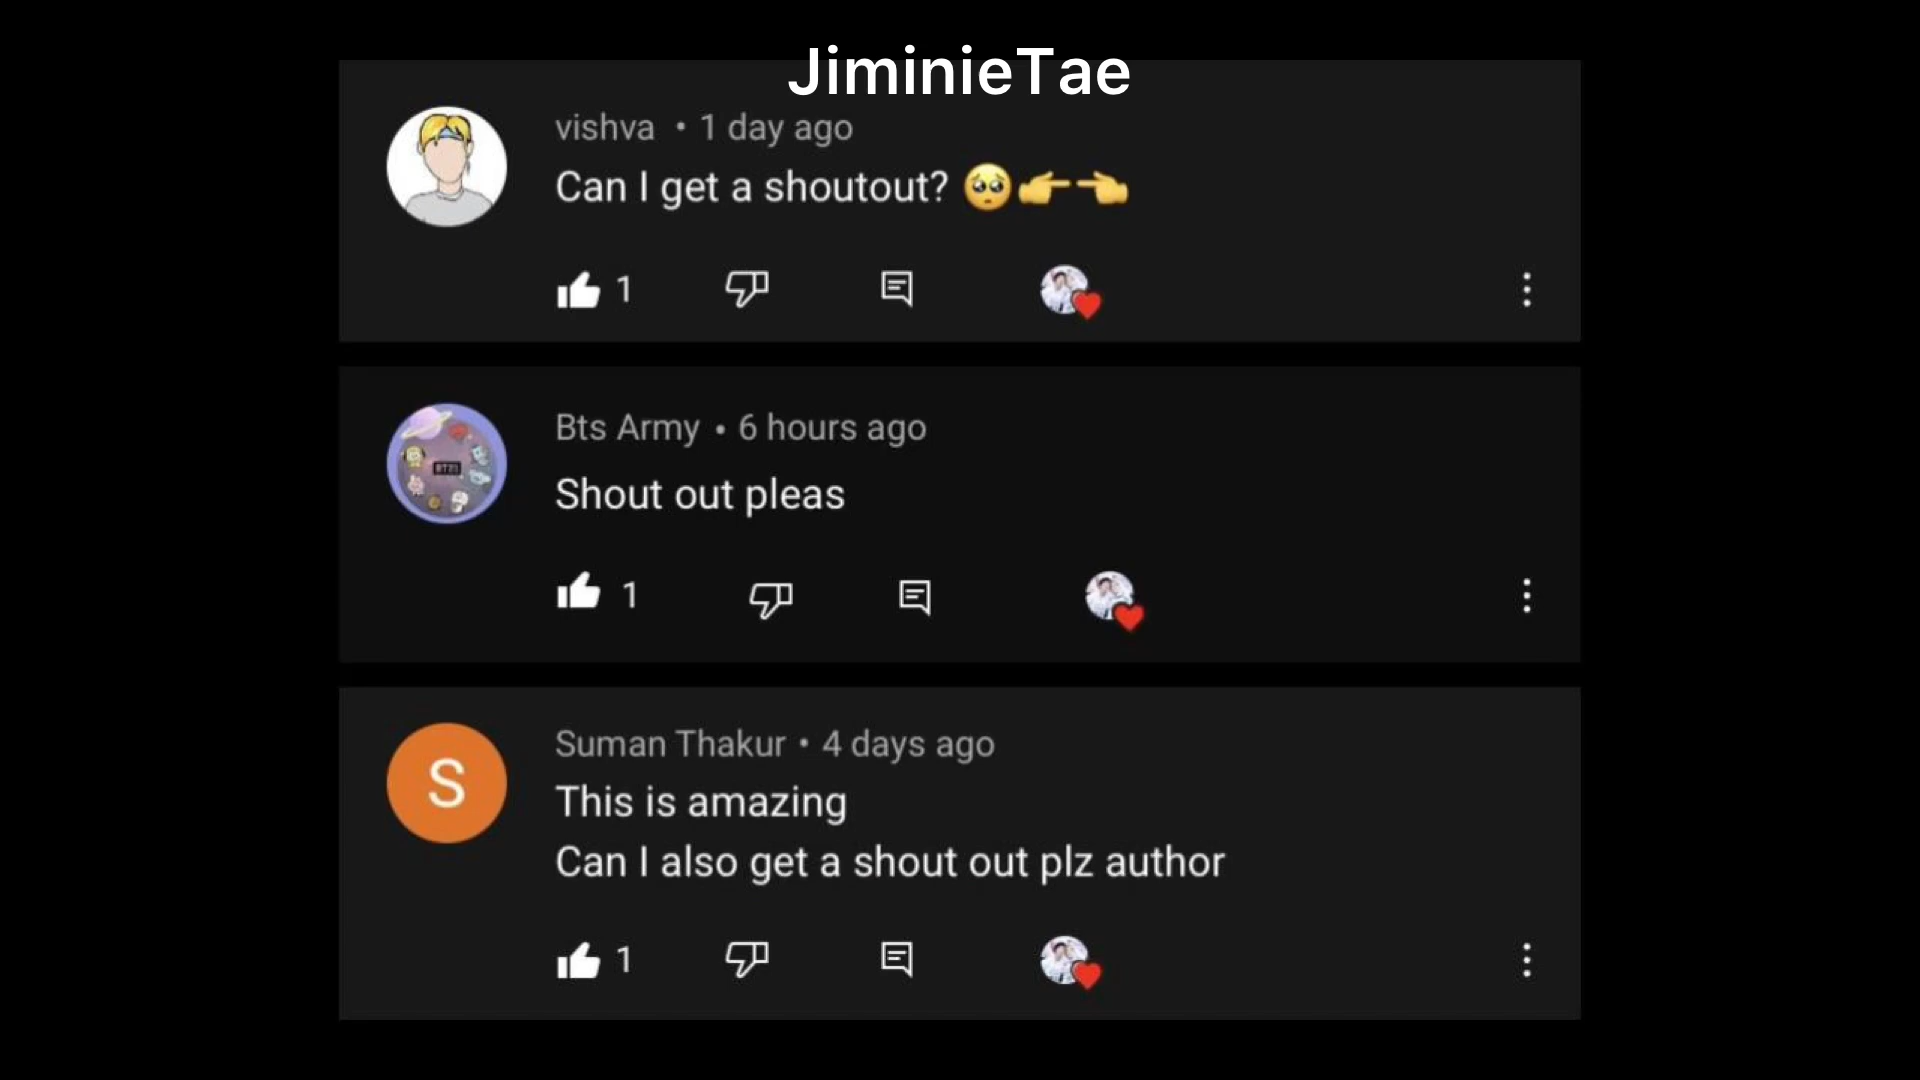 JiminieTae
vishva • 1 day ago
Can I get a shoutout? 🥺👉👈
1
Bts Army • 6 hours ago
BT21
Shout out pleas
1
S
Suman Thakur • 4 days ago
This is amazing
Can I also get a shout out plz author
1